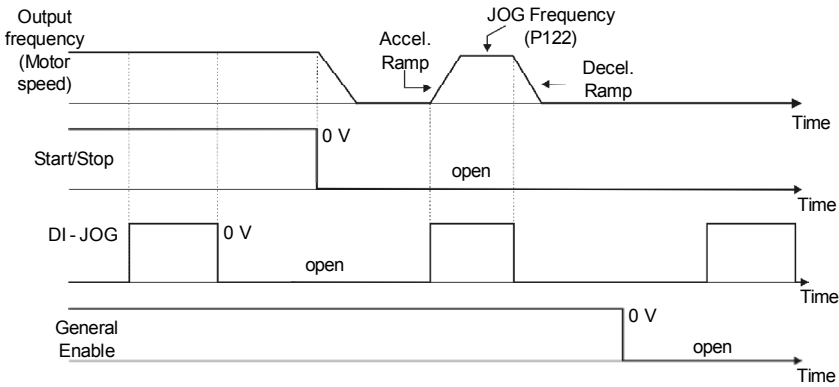 Output
frequency
(Motor
speed)
Accel.
Ramp
JOG Frequency
(P122)
Decel.
Ramp
Time
Start/Stop
0 V
open
Time
DI - JOG
0 V
open
Time
General
Enable
0 V
open
Time